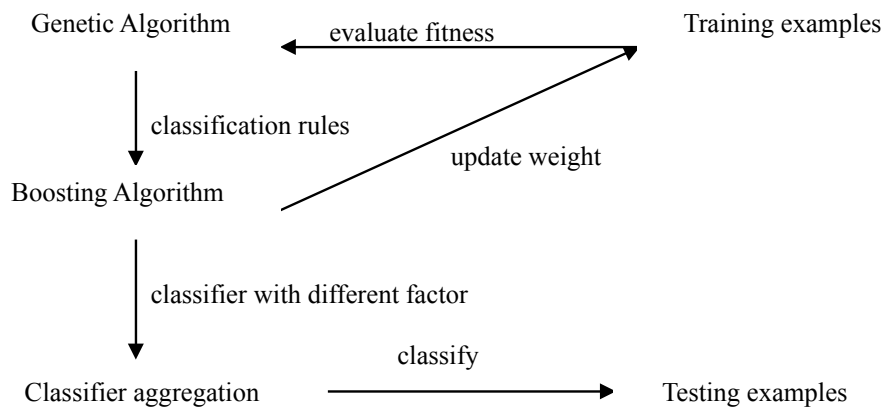 Genetic Algorithm
evaluate fitness
Training examples
classification rules
update weight
Boosting Algorithm
classifier with different factor
classify
Classifier aggregation
Testing examples